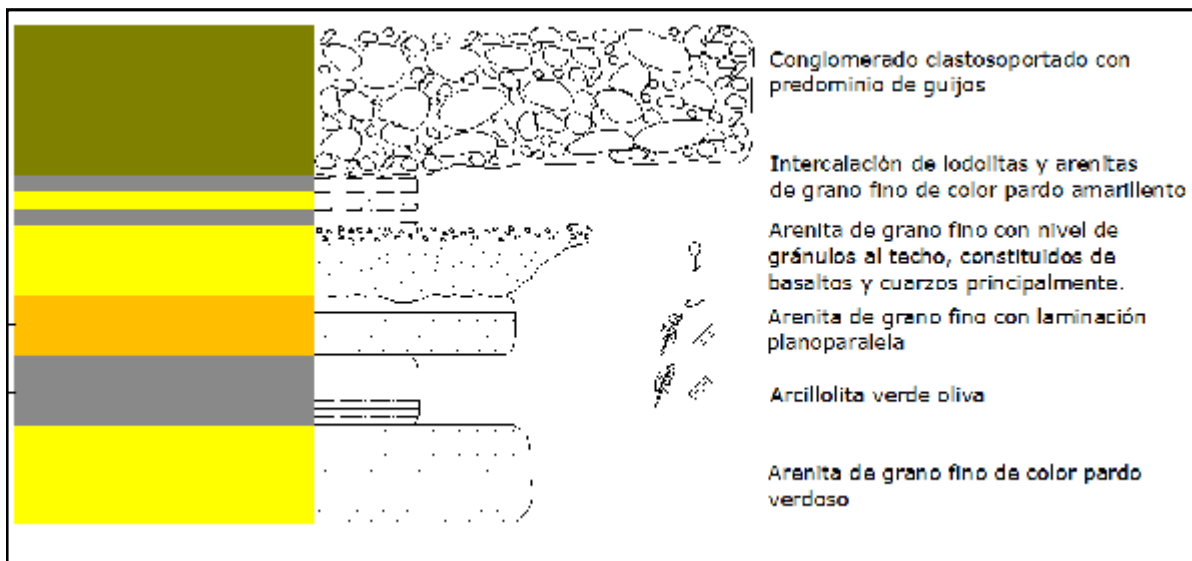 Conglomerado clastosoportado con
predominio de guijos
Intercalación de lodolitas y arenitas
de grano fino de color pardo amarillento
Arenita de grano fino con nivel de
gránulos al techo, constituidos de
basaltos y cuarzos principalmente.
Arenita de grano fino con laminación
planoparalela
Arcillolita verde oliva
Arenita de grano fino de color pardo
verdoso